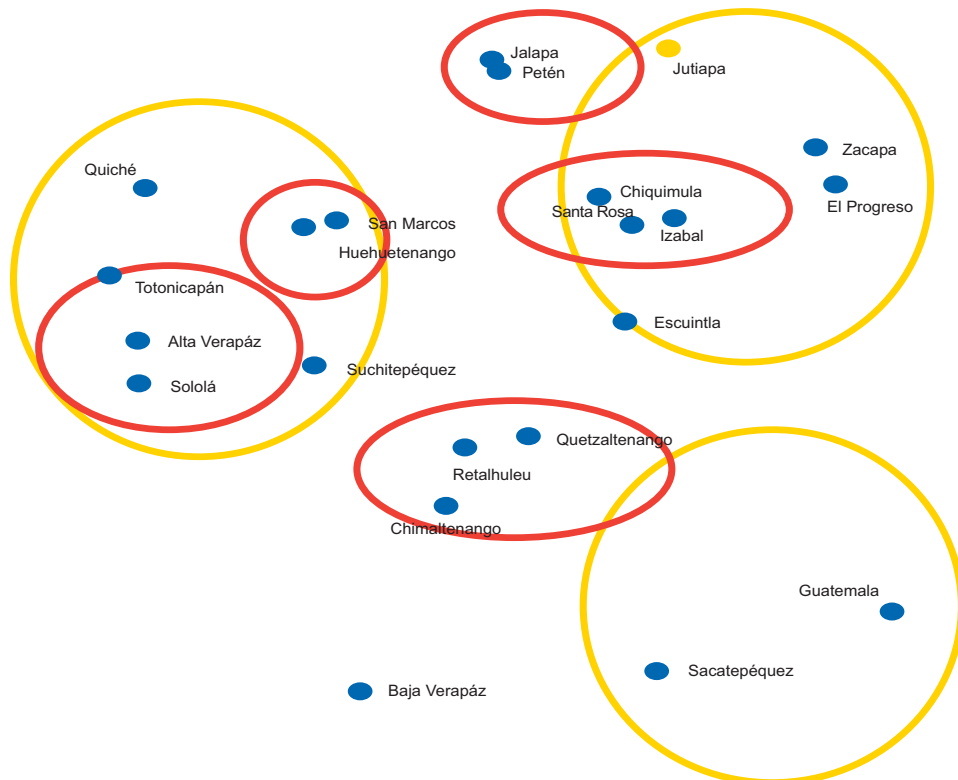 Jalapa
Petén
Jutiapa
Zacapa
Quiché
Chiquimula
El Progreso
Santa Rosa
San Marcos
Izabal
Huehuetenango
Totonicapán
Escuintla
Alta Verapáz
Suchitepéquez
Sololá
Quetzaltenango
Retalhuleu
Chimaltenango
Guatemala
Sacatepéquez
Baja Verapáz